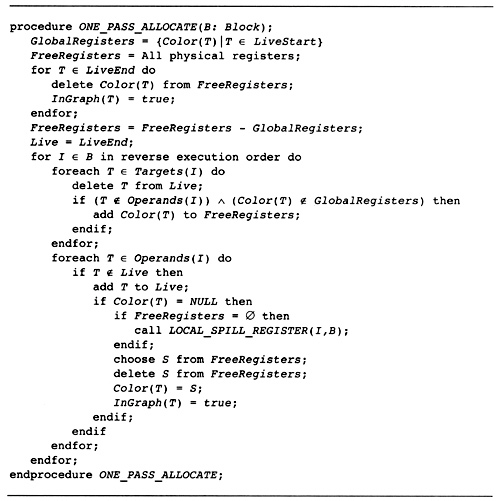 procedure ONE_PASS_ALLOCATE(B: Block);
GlobalRegisters = {Color(T)|T ∈ LiveStart}
FreeRegisters = All physical registers;
for T ∈ LiveEnd do
delete Color(T) from FreeRegisters;
InGraph(T) = true;
endfor;
FreeRegisters = FreeRegisters - GlobalRegisters;
Live = LiveEnd;
for I ∈ B in reverse execution order do
foreach T ∈ Targets(I) do
delete T from Live;
if (T ∉ Operands(I)) ∧ (Color(T) ∉ GlobalRegisters) then
add Color(T) to FreeRegisters;
endif;
endfor;
foreach T ∈ Operands(I) do
if T ∉ Live then
add T to Live;
if Color(T) = NULL then
if FreeRegisters = ∅ then
call LOCAL_SPILL_REGISTER(I,B);
endif;
choose S from FreeRegisters;
delete S from FreeRegisters;
Color(T) = S;
InGraph(T) = true;
endif;
endif
endfor;
endfor;
endprocedure ONE_PASS_ALLOCATE;